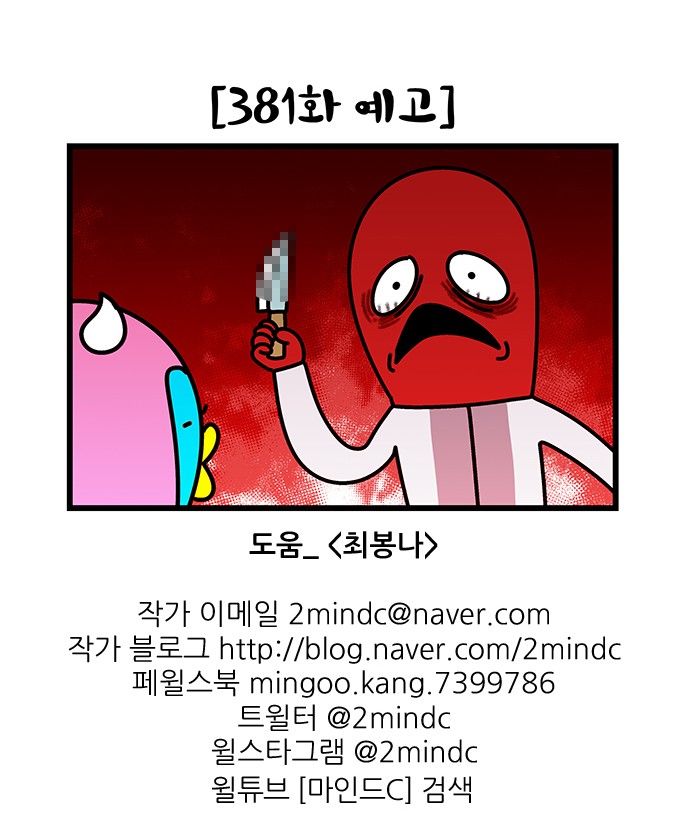 [381화 예고]
도움_ <최봉나>
작가 이메일 2mindc@naver.com
작가 블로그 http://blog.naver.com/2mindc
페윌스북 mingoo.kang.7399786
트윌터 @2mindc
윌스타그램 @2mindc
윌튜브 [마인드C] 검색